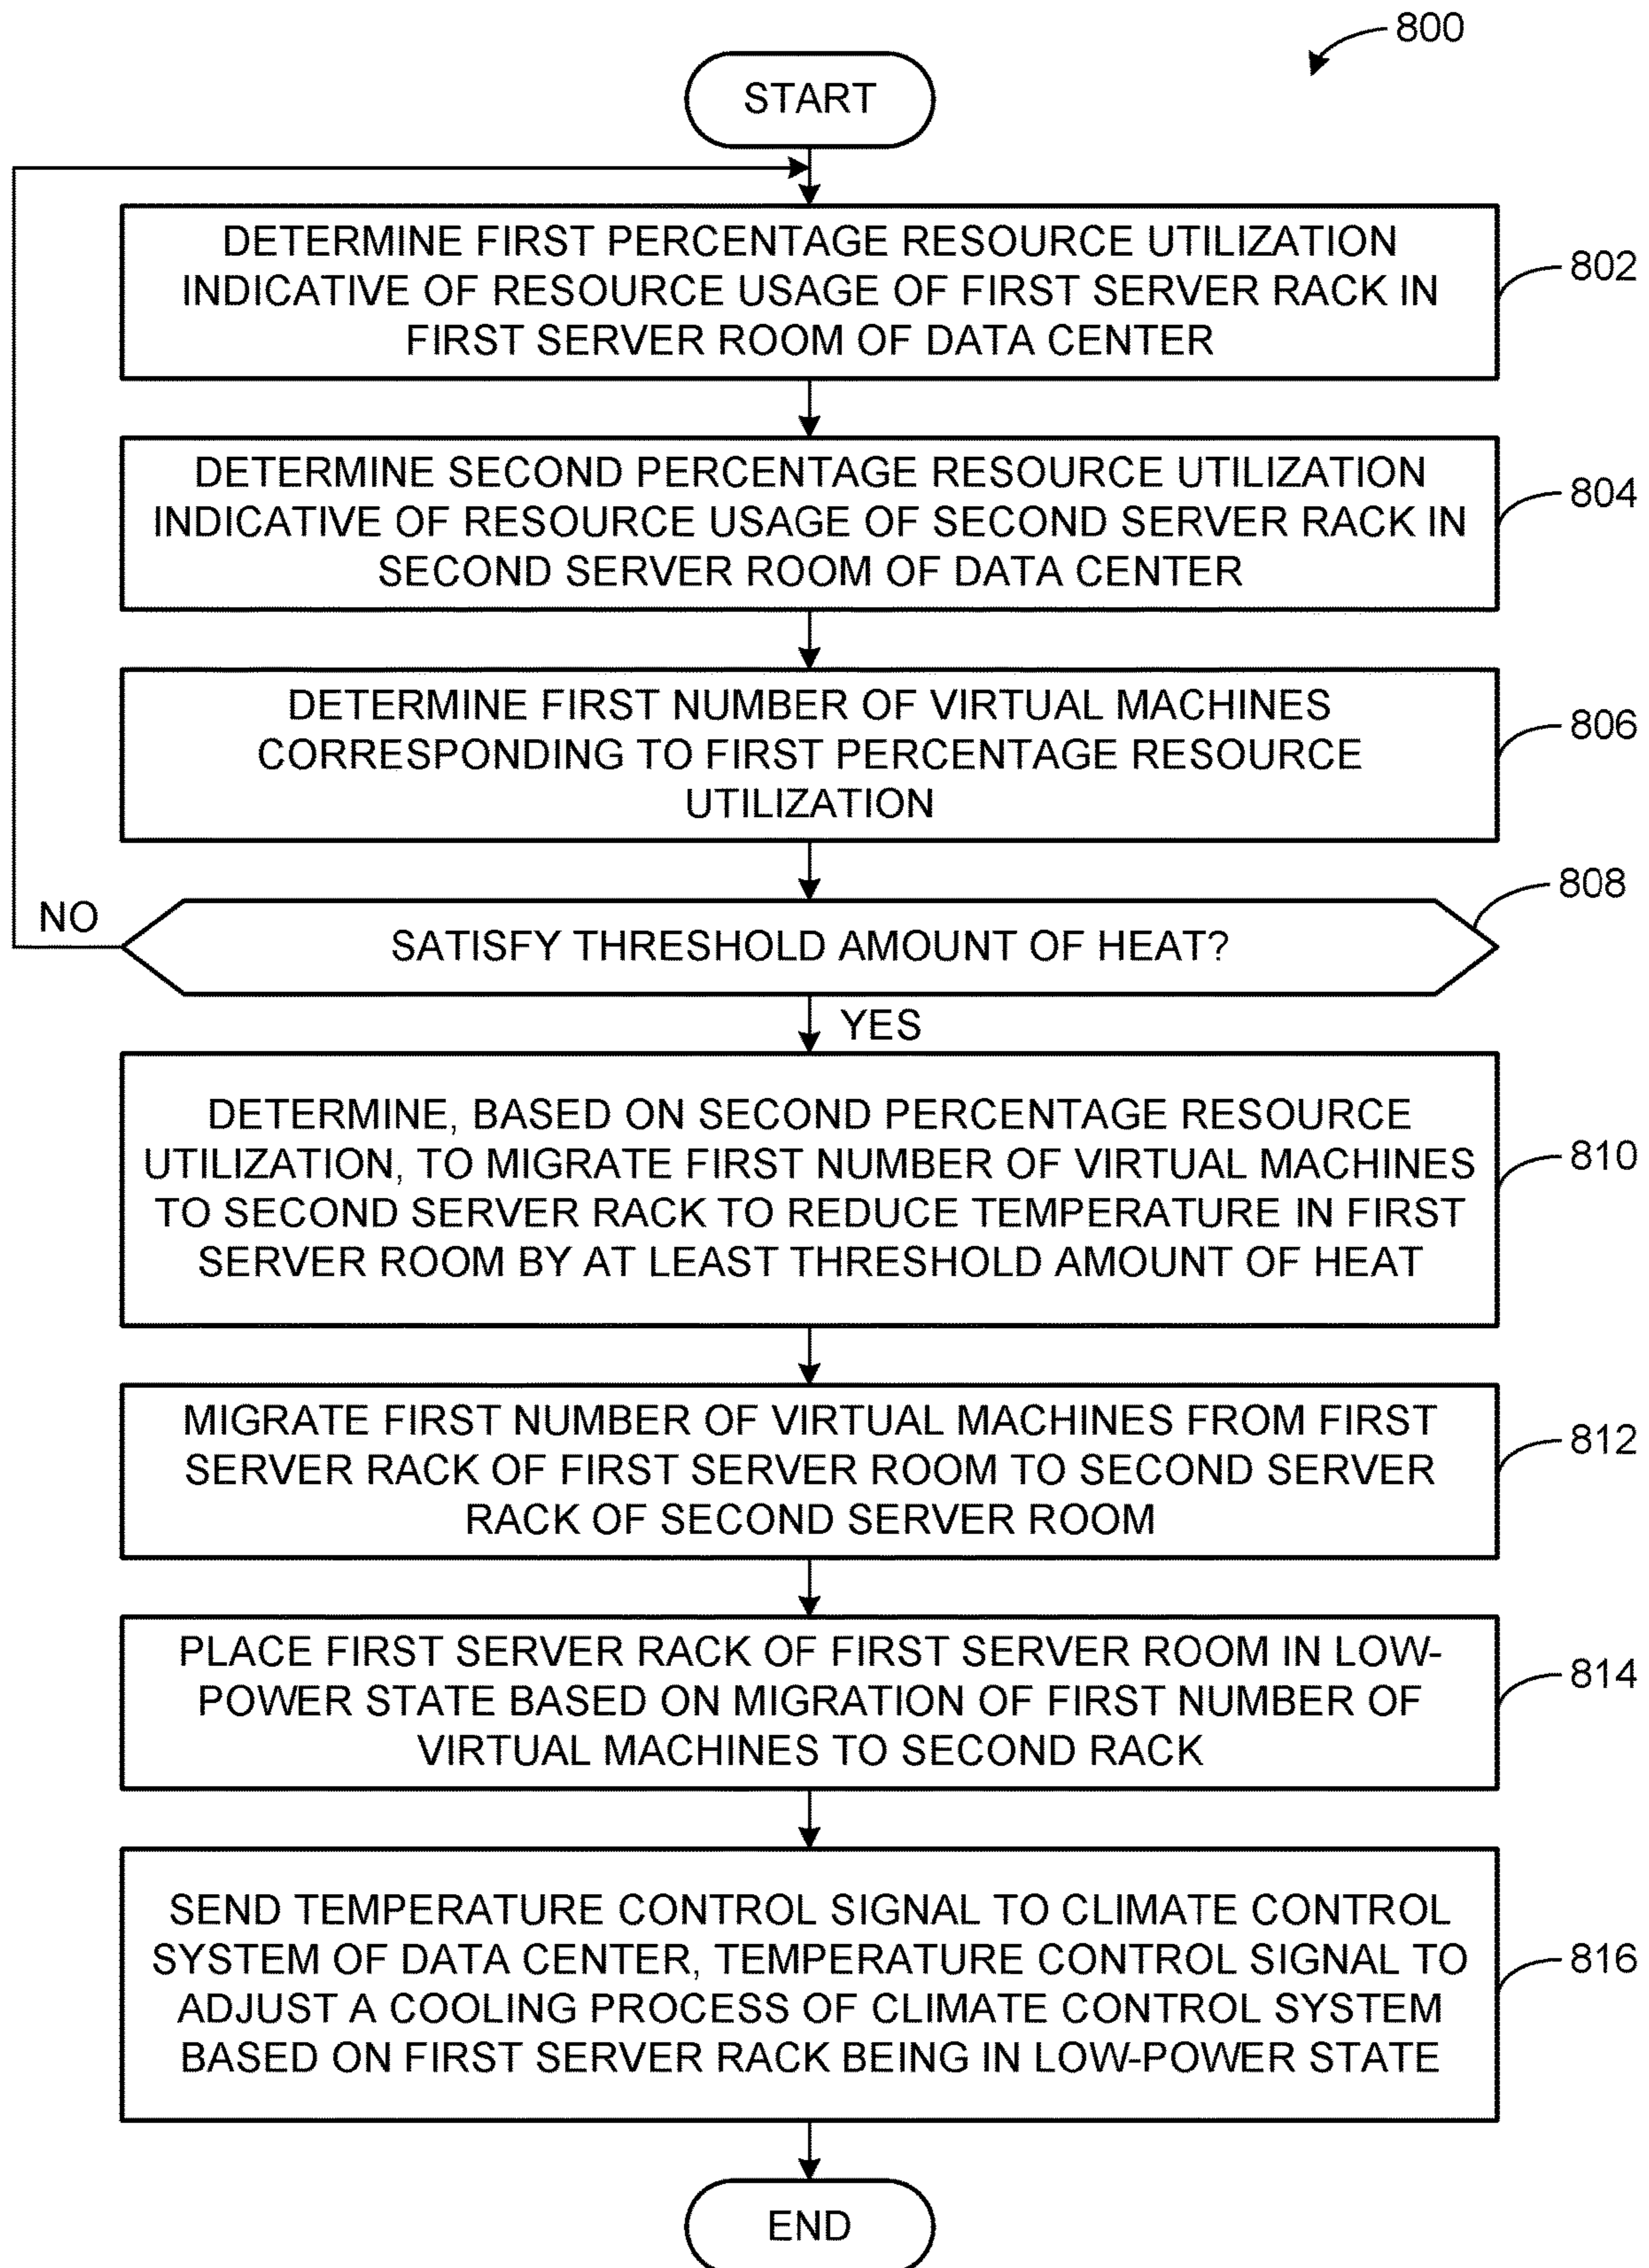 800
START
DETERMINE FIRST PERCENTAGE RESOURCE UTILIZATION
INDICATIVE OF RESOURCE USAGE OF FIRST SERVER RACK IN
FIRST SERVER ROOM OF DATA CENTER
802
DETERMINE SECOND PERCENTAGE RESOURCE UTILIZATION
INDICATIVE OF RESOURCE USAGE OF SECOND SERVER RACK IN
SECOND SERVER ROOM OF DATA CENTER
804
DETERMINE FIRST NUMBER OF VIRTUAL MACHINES
CORRESPONDING TO FIRST PERCENTAGE RESOURCE
UTILIZATION
806
NO
SATISFY THRESHOLD AMOUNT OF HEAT?
808
YES
DETERMINE, BASED ON SECOND PERCENTAGE RESOURCE
UTILIZATION, TO MIGRATE FIRST NUMBER OF VIRTUAL MACHINES
TO SECOND SERVER RACK TO REDUCE TEMPERATURE IN FIRST
SERVER ROOM BY AT LEAST THRESHOLD AMOUNT OF HEAT
810
MIGRATE FIRST NUMBER OF VIRTUAL MACHINES FROM FIRST
SERVER RACK OF FIRST SERVER ROOM TO SECOND SERVER
RACK OF SECOND SERVER ROOM
812
PLACE FIRST SERVER RACK OF FIRST SERVER ROOM IN LOW-
POWER STATE BASED ON MIGRATION OF FIRST NUMBER OF
VIRTUAL MACHINES TO SECOND RACK
814
SEND TEMPERATURE CONTROL SIGNAL TO CLIMATE CONTROL
SYSTEM OF DATA CENTER, TEMPERATURE CONTROL SIGNAL TO
ADJUST A COOLING PROCESS OF CLIMATE CONTROL SYSTEM
BASED ON FIRST SERVER RACK BEING IN LOW-POWER STATE
816
END